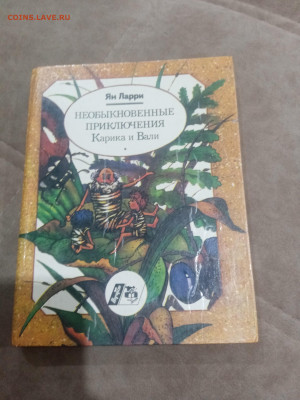 COINS.LAVE.RU
Ян Ларри
НЕОБЫКНОВЕННЫЕ
ПРИКЛЮЧЕНИЯ
Карика и Вали